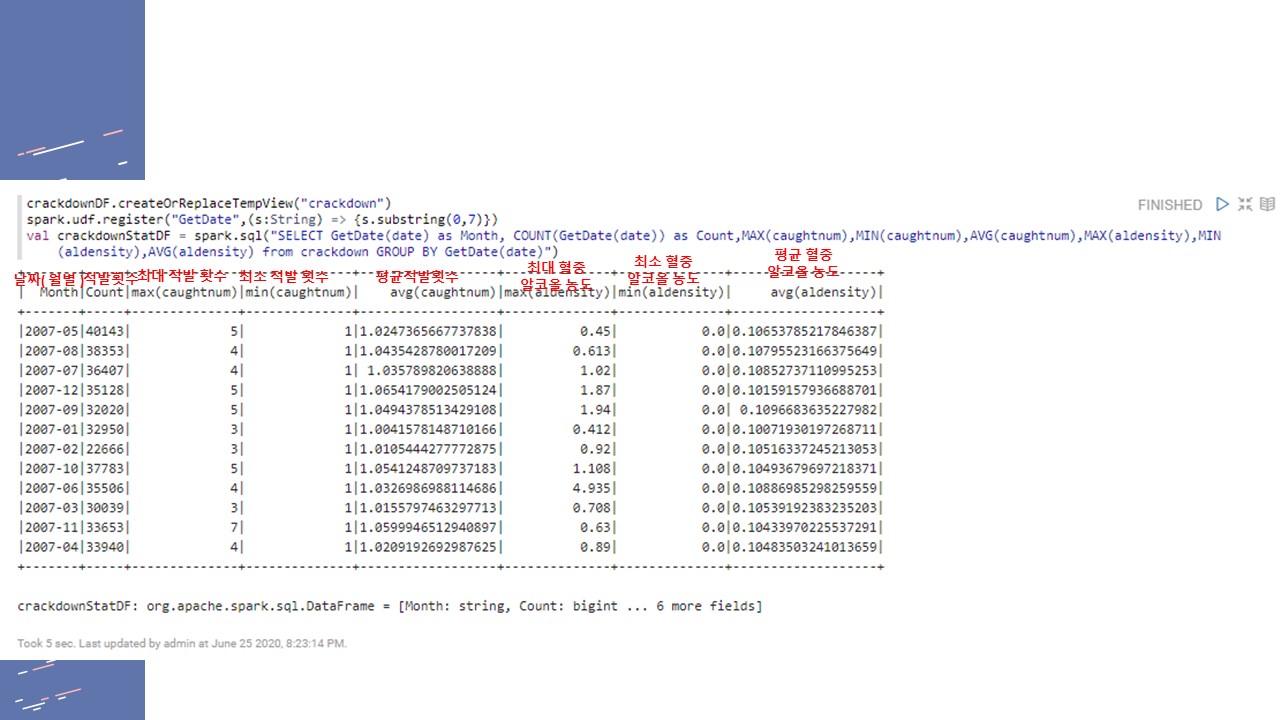 crackdownDF.createOrReplaceTempView("crackdown")
spark.udf.register("GetDate",(s:String) => {s.substring(0,7)})
val crackdownStatDF = spark.sql("SELECT GetDate(date) as Month, COUNT(GetDate(date)) as Count,MAX(caughtnum),MIN(caughtnum),AVG(caughtnum),MAX(aldensity),MIN
(aldensity),AVG(aldensity) from crackdown GROUP BY GetDate(date)")
FINISHED
날짜( 월별 )적발횟수최대 적발 횟수 최소 적발 횟수 평균적발횟수 최대 혈중 알코올 농도 최소 혈중 알코올 농도 평균 혈중 알코올 농도
+-------+-----+--------------+--------------+------------------+--------------+--------------+-------------------+
|  Month|Count|max(caughtnum)|min(caughtnum)|    avg(caughtnum)|max(aldensity)|min(aldensity)|     avg(aldensity)|
+-------+-----+--------------+--------------+------------------+--------------+--------------+-------------------+
|2007-05|40143|             5|             1|1.0247365667737838|          0.45|           0.0|0.10653785217846387|
|2007-08|38353|             4|             1|1.0435428780017209|         0.613|           0.0|0.10795523166375649|
|2007-07|36407|             4|             1| 1.035789820638888|          1.02|           0.0|0.10852737110995253|
|2007-12|35128|             5|             1|1.0654179002505124|          1.87|           0.0|0.10159157936688701|
|2007-09|32020|             5|             1|1.0494378513429108|          1.94|           0.0| 0.1096683635227982|
|2007-01|32950|             3|             1|1.0041578148710166|         0.412|           0.0|0.10071930197268711|
|2007-02|22666|             3|             1|1.0105444277772875|          0.92|           0.0|0.10516337245213053|
|2007-10|37783|             5|             1|1.0541248709737183|         1.108|           0.0|0.10493679697218371|
|2007-06|35506|             4|             1|1.0326986988114686|         4.935|           0.0|0.10886985298259559|
|2007-03|30039|             3|             1|1.0155797463297713|         0.708|           0.0|0.10539192383235203|
|2007-11|33653|             7|             1|1.0599946512940897|          0.63|           0.0|0.10433970225537291|
|2007-04|33940|             4|             1|1.0209192692987625|          0.89|           0.0|0.10483503241013659|
+-------+-----+--------------+--------------+------------------+--------------+--------------+-------------------+
crackdownStatDF: org.apache.spark.sql.DataFrame = [Month: string, Count: bigint ... 6 more fields]
Took 5 sec. Last updated by admin at June 25 2020, 8:23:14 PM.